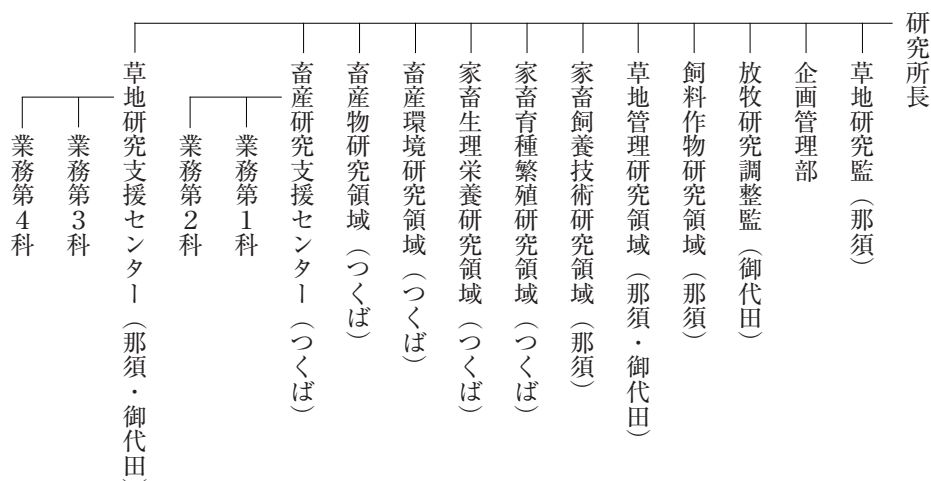 研究所長
草地研究監(那須)
企画管理部
放牧研究調整監(御代田)
飼料作物研究領域(那須)
草地管理研究領域(那須・御代田)
家畜飼養技術研究領域(那須)
家畜育種繁殖研究領域(つくば)
家畜生理栄養研究領域(つくば)
畜産環境研究領域(つくば)
畜産物研究領域(つくば)
畜産研究支援センター(つくば)
業務第1科
業務第2科
草地研究支援センター(那須・御代田)
業務第3科
業務第4科